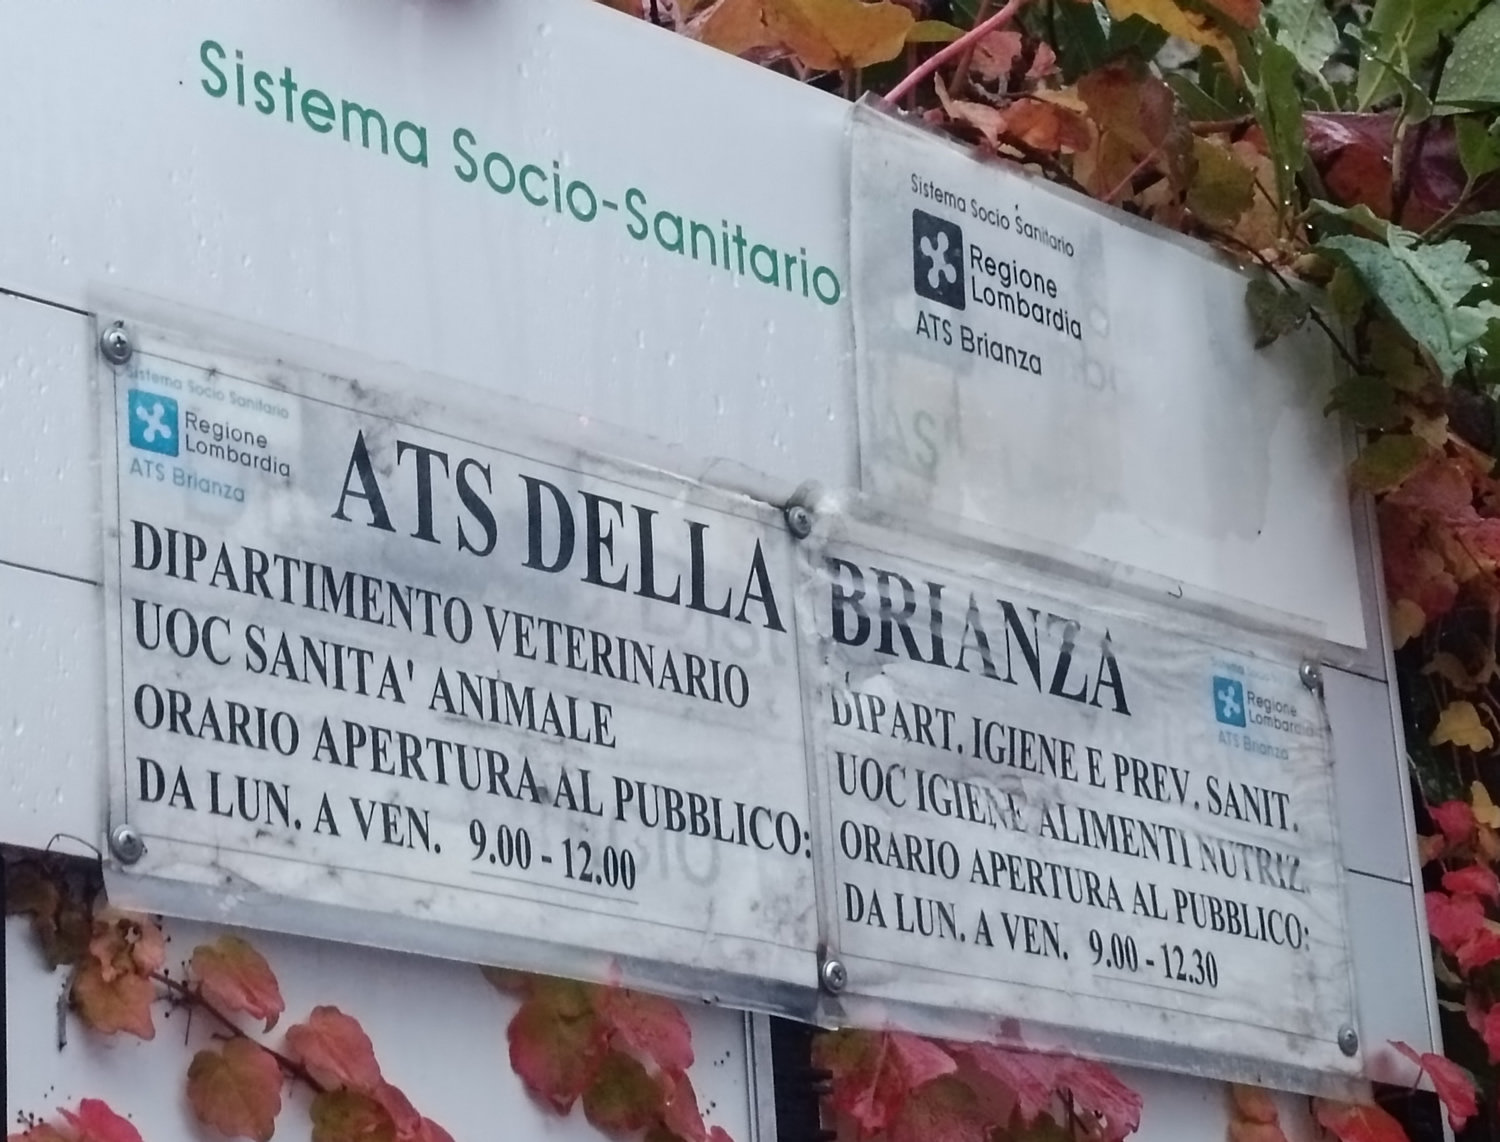 Sistema Socio-Sanitario
Sistema Socio Sanitario
Regione
Lombardia
ATS Brianza
Sistema Socio Sanitario
Regione
Lombardia
ATS Brianza
ATS DELLA BRIANZA
DIPARTIMENTO VETERINARIO
UOC SANITA' ANIMALE
ORARIO APERTURA AL PUBBLICO:
DA LUN. A VEN. 9.00 - 12.00
Regione
Lombardia
ATS Brianza
DIPART. IGIENE E PREV. SANIT.
UOC IGIENE ALIMENTI NUTRIZ.
ORARIO APERTURA AL PUBBLICO:
DA LUN. A VEN. 9.00 - 12.30